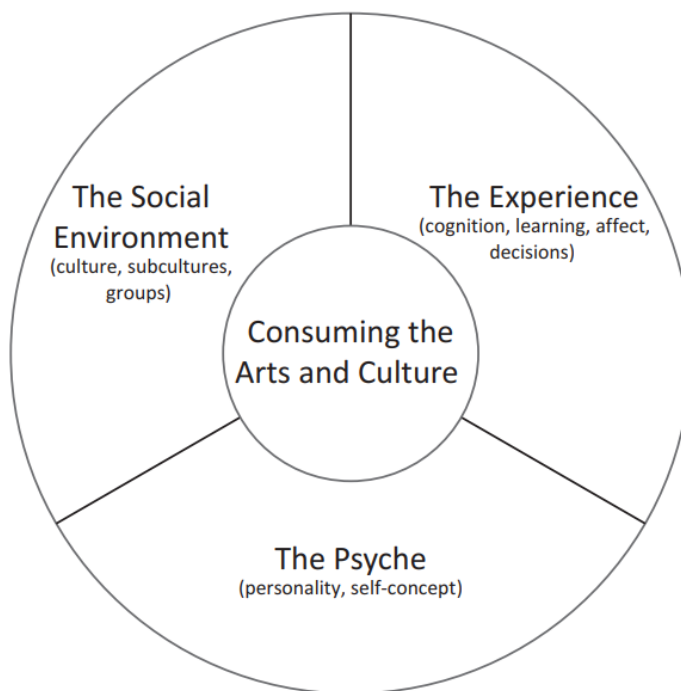 The Social
Environment
(culture, subcultures,
groups)
The Experience
(cognition, learning, affect,
decisions)
Consuming the
Arts and Culture
The Psyche
(personality, self-concept)